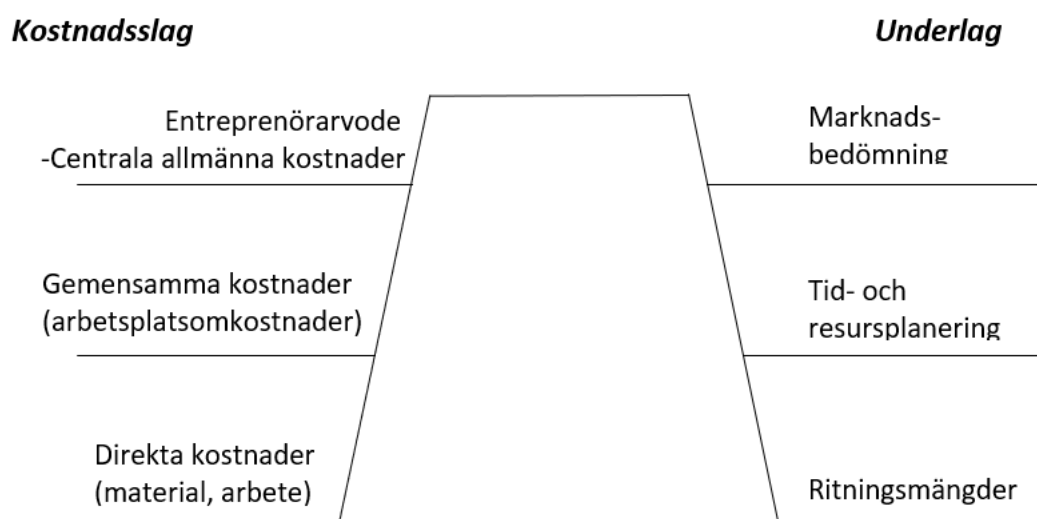 Kostnadsslag
Underlag
Entreprenörarvode
-Centrala allmänna kostnader
Marknads-
bedömning
Gemensamma kostnader
(arbetsplatsomkostnader)
Tid- och
resursplanering
Direkta kostnader
(material, arbete)
Ritningsmängder